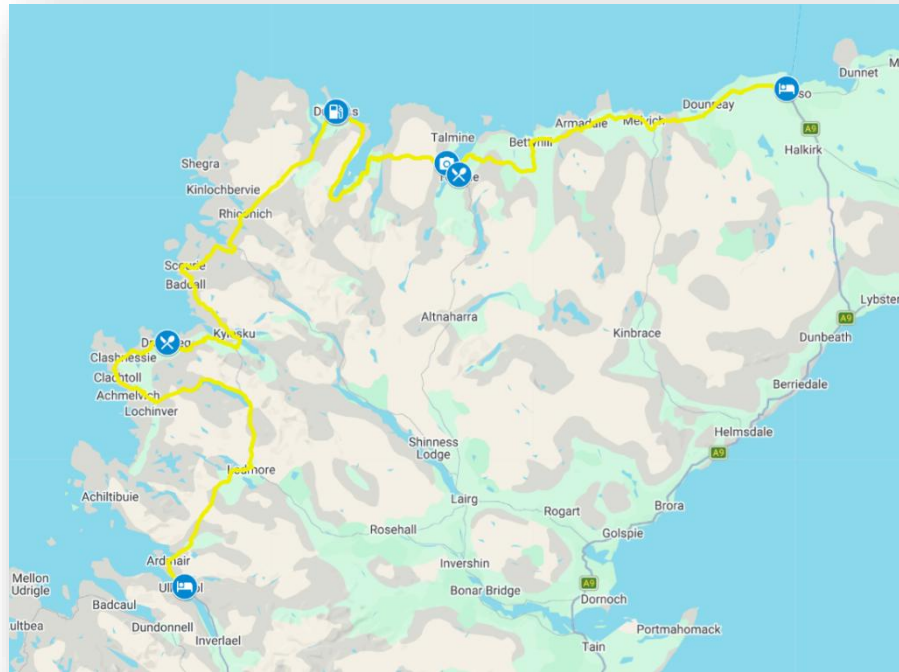 Dunnet
Dounreay
A9
Halkirk
Talmine
Armadale
Melvich
Bettyhill
Shegra
Kinlochbervie
Rhiconich
Scourie
Badcall
Lybster
Altnaharra
A9
Kylesku
Kinbrace
Dunbeath
Clashnessie
Clachtoll
Berriedale
Achmelvich
Lochinver
Helmsdale
Shinness
Lodge
A9
Ledmore
Achiltibuie
Lairg
Brora
Rogart
Rosehall
Golspie
Ardmair
Invershin
Mellon
Udrigle
A9
Bonar Bridge
Dornoch
Badcaul
Dundonnell
Portmahomack
Inverlael
Tain